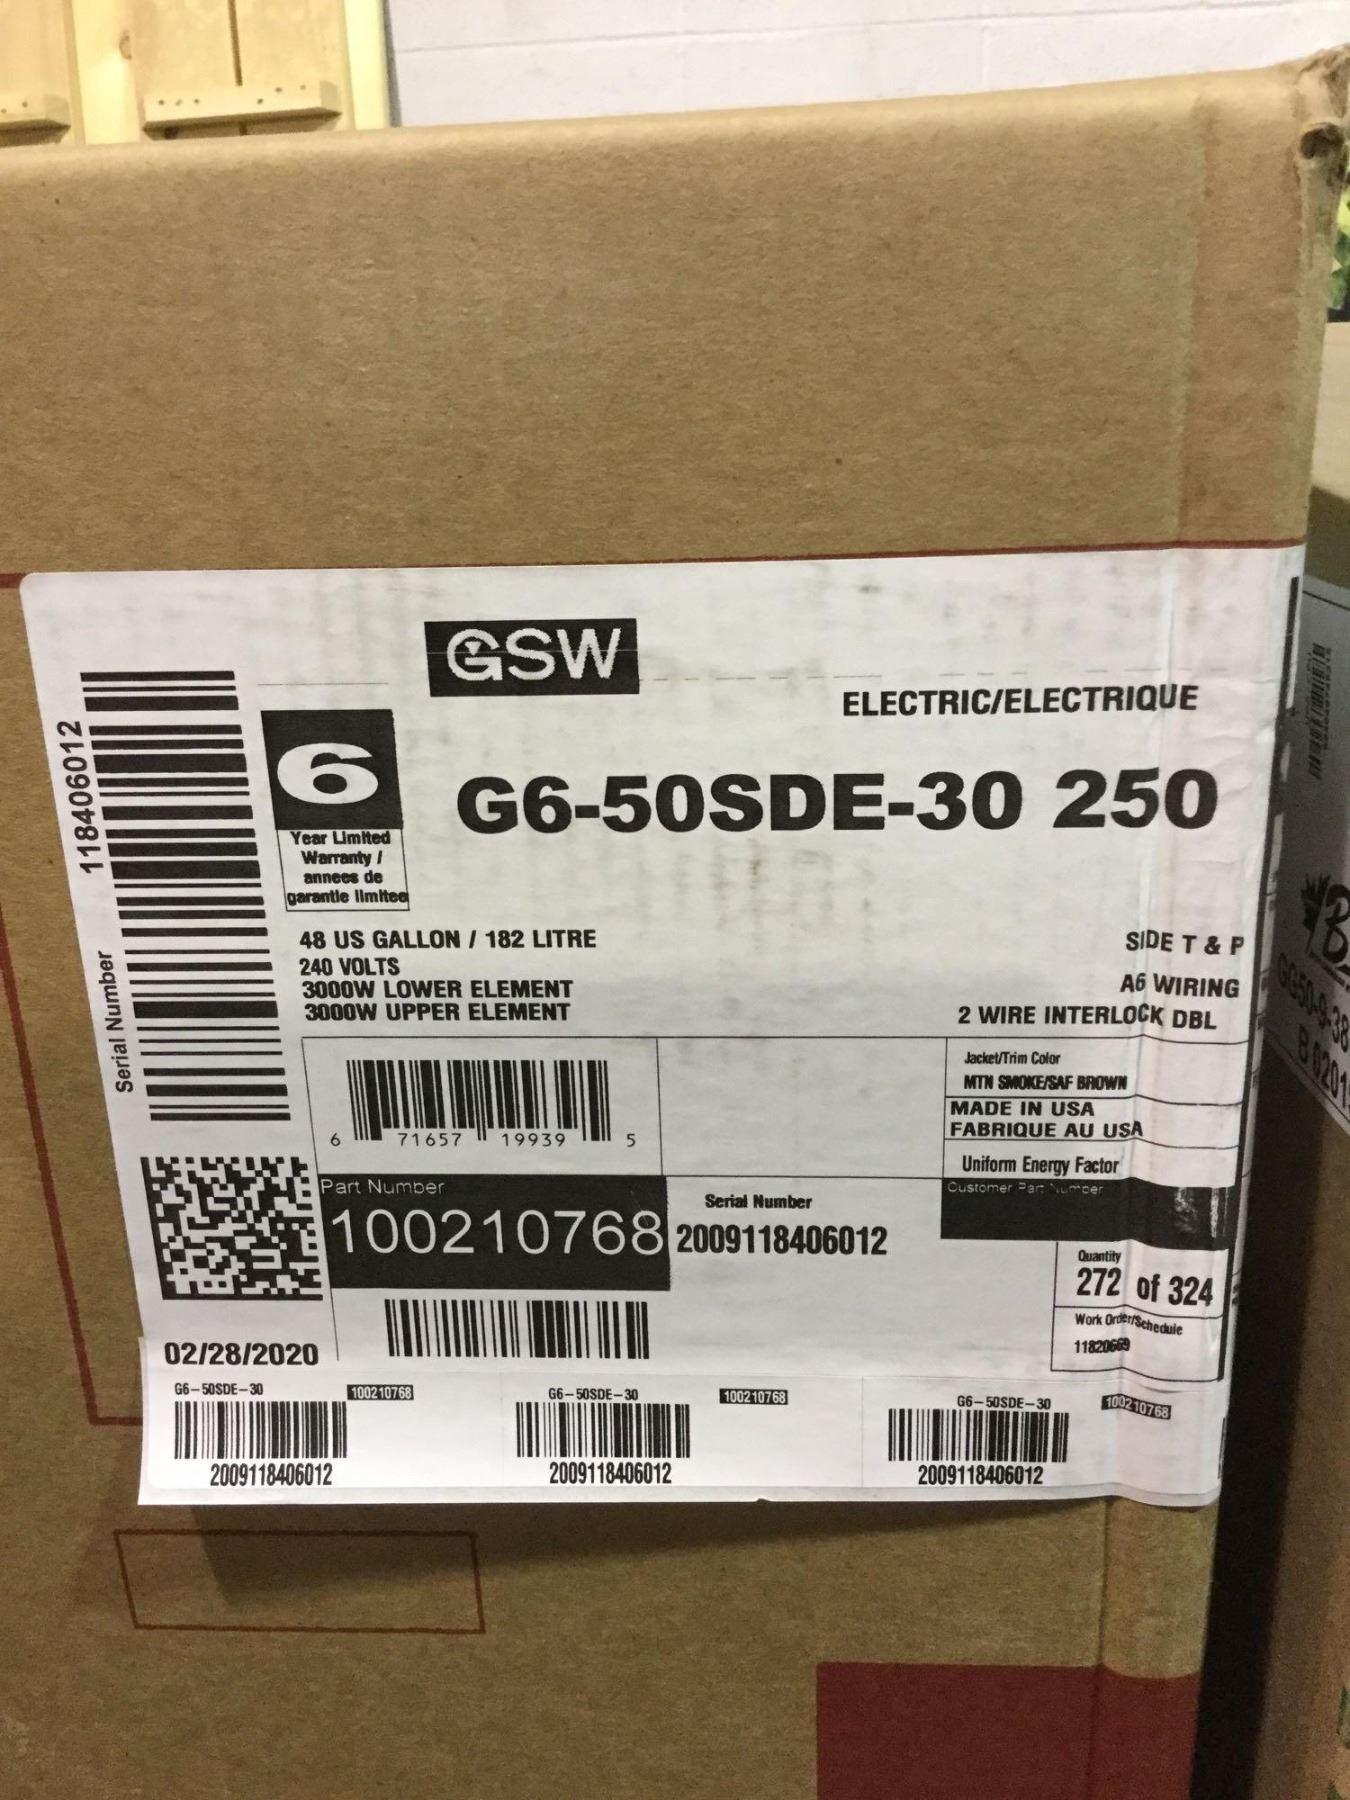 GSW
ELECTRIC/ELECTRIQUE
6
Year Limited
Warranty /
annees de
garantie limitee
G6-50SDE-30 250
118406012
Serial Number
48 US GALLON / 182 LITRE
240 VOLTS
3000W LOWER ELEMENT
3000W UPPER ELEMENT
SIDE T & P
A6 WIRING
2 WIRE INTERLOCK DBL
6 71657 19939 5
Jacket/Trim Color
MTN SMOKE/SAF BROWN
MADE IN USA
FABRIQUE AU USA
Uniform Energy Factor
Part Number
100210768
Serial Number
2009118406012
Customer Part Number
Quantity
272 of 324
Work Order/Schedule
11820669
02/28/2020
G6-50SDE-30 100210768
2009118406012
G6-50SDE-30 100210768
2009118406012
G6-50SDE-30 100210768
2009118406012